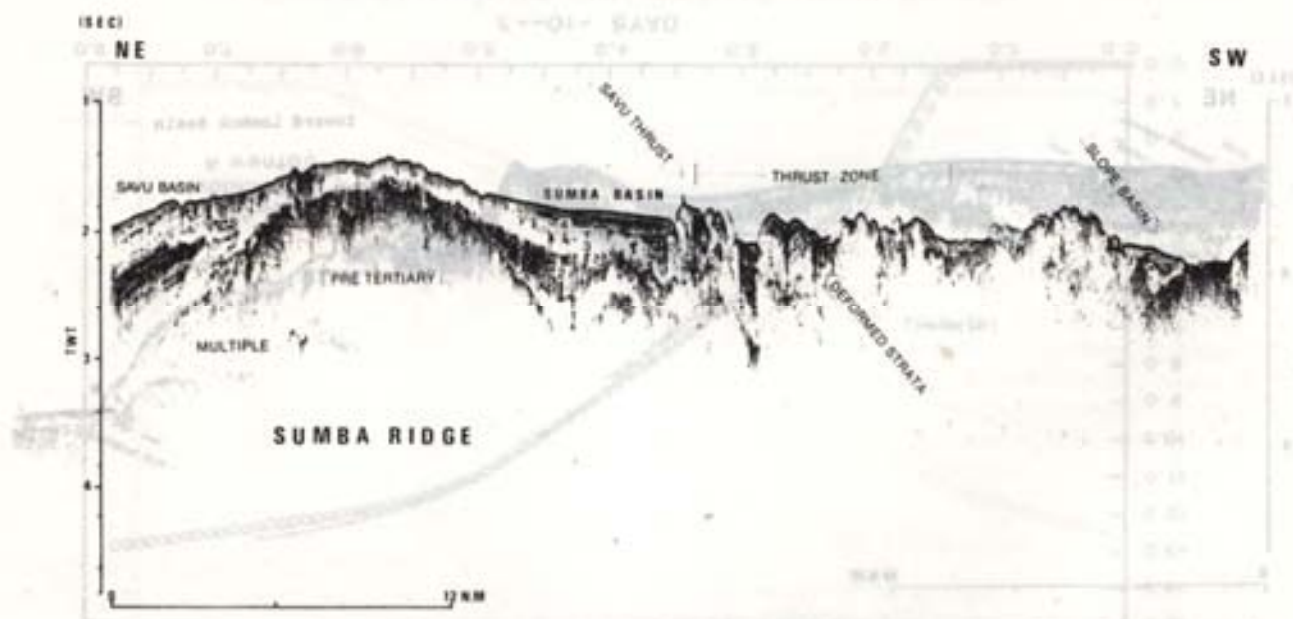 (SEC)
NE
SW
1
SAVU THRUST
THRUST ZONE
SLOPE BASIN
SAVU BASIN
SUMBA BASIN
2
PRE TERTIARY
DEFORMED STRATA
MULTIPLE
TWT
3
SUMBA RIDGE
4
0
12 NM